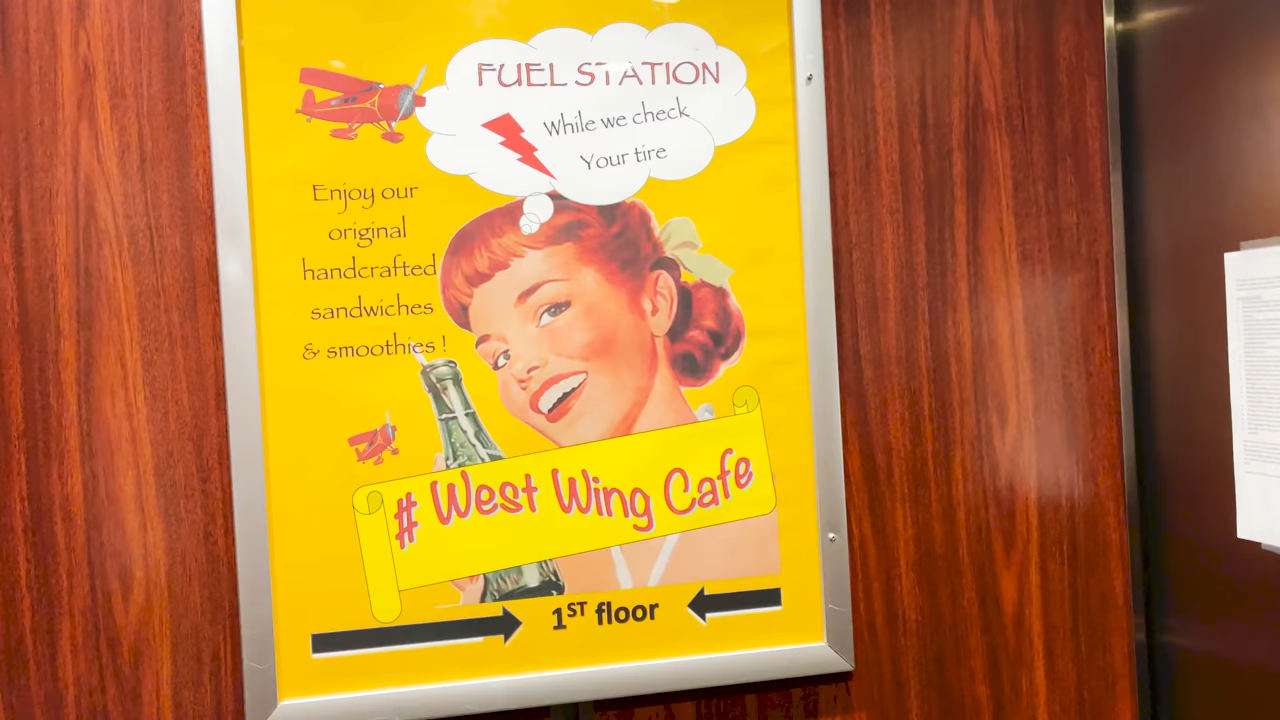 FUEL STATION
While we check
Your tire
Enjoy our
original
handcrafted
sandwiches
& smoothies !
# West Wing Cafe
1ST floor